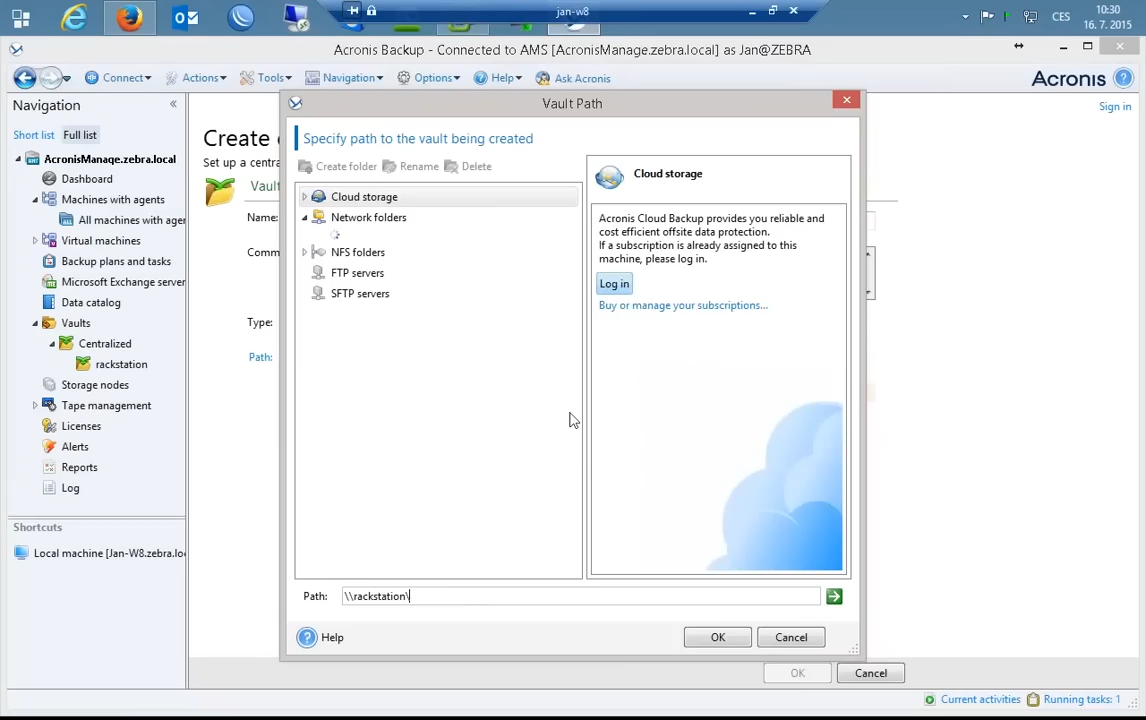 jan-w8
CES
10:30
16. 7. 2015
Acronis Backup - Connected to AMS [AcronisManage.zebra.local] as Jan@ZEBRA
Connect
Actions
Tools
Navigation
Options
Help
Ask Acronis
Acronis
Navigation
Sign in
Short list
Full list
AcronisManage.zebra.local
Dashboard
Machines with agents
All machines with ager
Virtual machines
Backup plans and tasks
Microsoft Exchange server
Data catalog
Vaults
Centralized
rackstation
Storage nodes
Tape management
Licenses
Alerts
Reports
Log
Shortcuts
Local machine [Jan-W8.zebra.loc
Create
Set up a centra
Vault
Name:
Comm
Type:
Path:
Vault Path
Specify path to the vault being created
Create folder
Rename
Delete
Cloud storage
Network folders
NFS folders
FTP servers
SFTP servers
Cloud storage
Acronis Cloud Backup provides you reliable and
cost efficient offsite data protection.
If a subscription is already assigned to this
machine, please log in.
Log in
Buy or manage your subscriptions...
Path:
\\rackstation\
Help
OK
Cancel
OK
Cancel
Current activities
Running tasks: 1